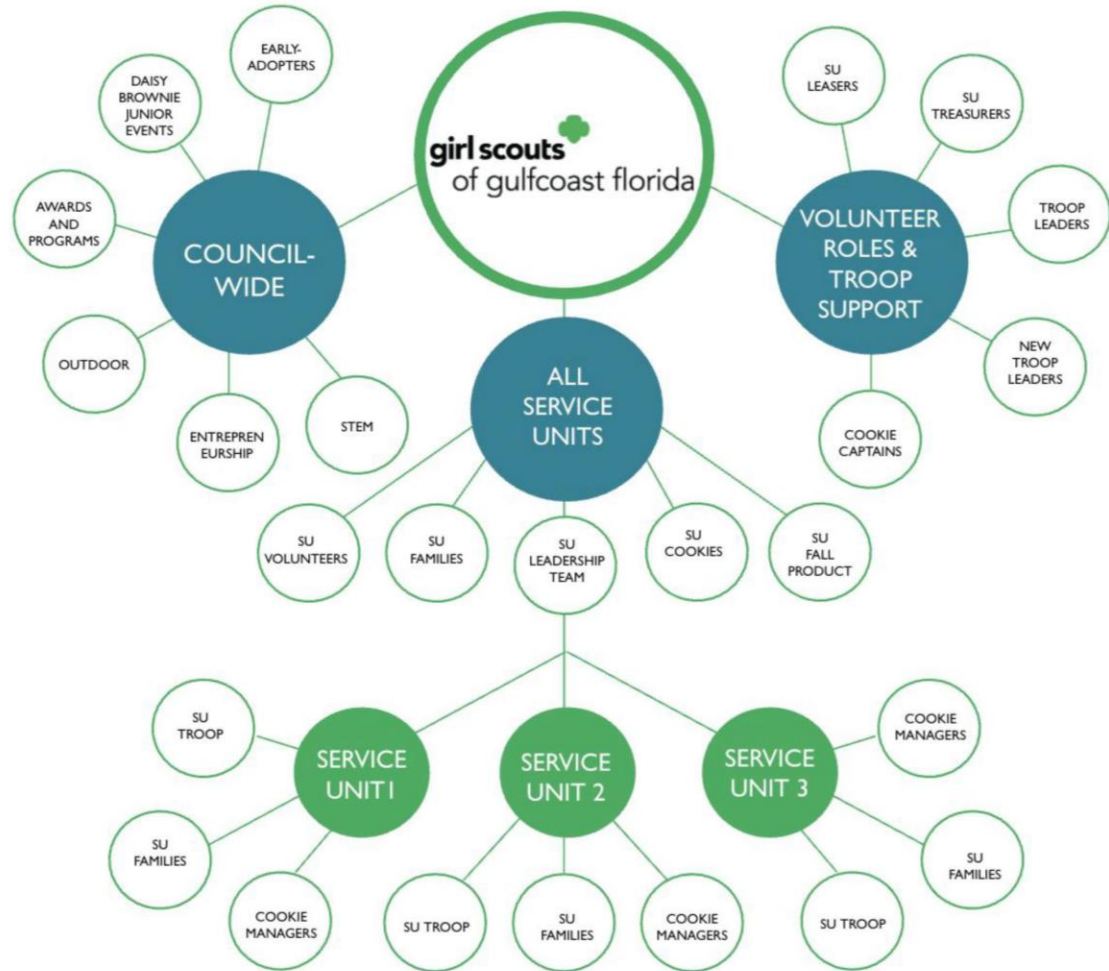 EARLY-
ADOPTERS
DAISY
BROWNIE
JUNIOR
EVENTS
AWARDS
AND
PROGRAMS
OUTDOOR
ENTREPREN
EURSHIP
STEM
COUNCIL-
WIDE
girl scouts
of gulfcoast florida
SU
LEASERS
SU
TREASURERS
TROOP
LEADERS
NEW
TROOP
LEADERS
COOKIE
CAPTAINS
VOLUNTEER
ROLES &
TROOP
SUPPORT
ALL
SERVICE
UNITS
SU
VOLUNTEERS
SU
FAMILIES
SU
LEADERSHIP
TEAM
SU
COOKIES
SU
FALL
PRODUCT
SERVICE
UNIT1
SU
TROOP
SU
FAMILIES
COOKIE
MANAGERS
SERVICE
UNIT 2
SU TROOP
SU
FAMILIES
COOKIE
MANAGERS
SERVICE
UNIT 3
COOKIE
MANAGERS
SU
FAMILIES
SU TROOP